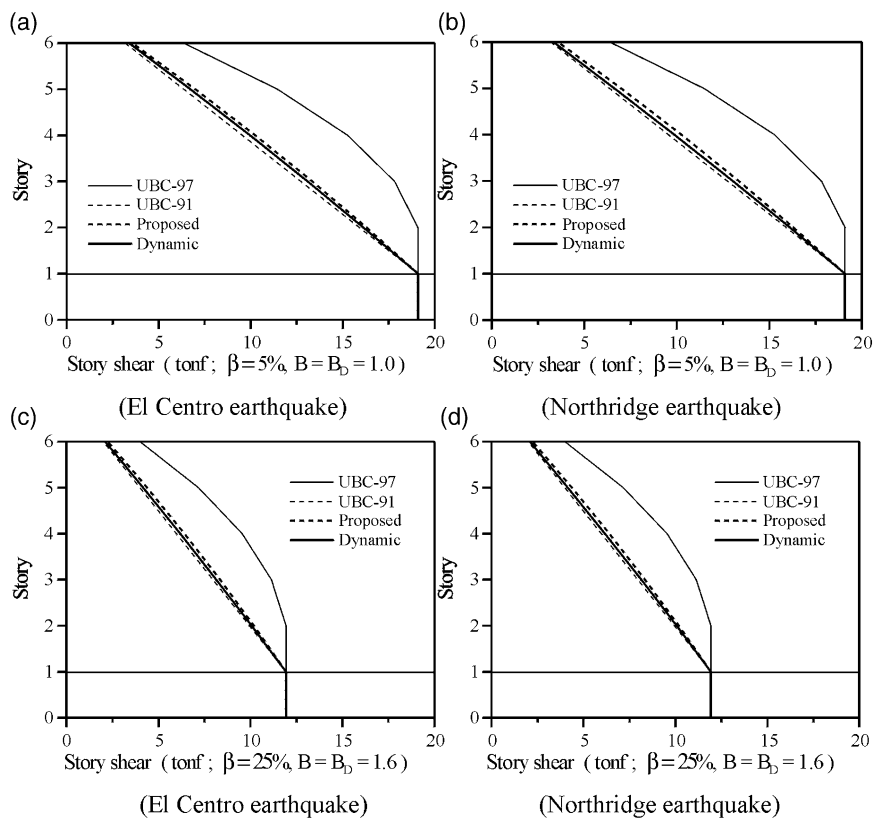 (a)
6
5
4
3
2
1
0
Story
UBC-97
UBC-91
Proposed
Dynamic
0 5 10 15 20
Story shear ( tonf ; β=5%, B = B_D = 1.0 )
(El Centro earthquake)
(b)
6
5
4
3
2
1
0
Story
UBC-97
UBC-91
Proposed
Dynamic
0 5 10 15 20
Story shear ( tonf ; β=5%, B = B_D = 1.0 )
(Northridge earthquake)
(c)
6
5
4
3
2
1
0
Story
UBC-97
UBC-91
Proposed
Dynamic
0 5 10 15 20
Story shear ( tonf ; β=25%, B = B_D = 1.6 )
(El Centro earthquake)
(d)
6
5
4
3
2
1
0
Story
UBC-97
UBC-91
Proposed
Dynamic
0 5 10 15 20
Story shear ( tonf ; β=25%, B = B_D = 1.6 )
(Northridge earthquake)